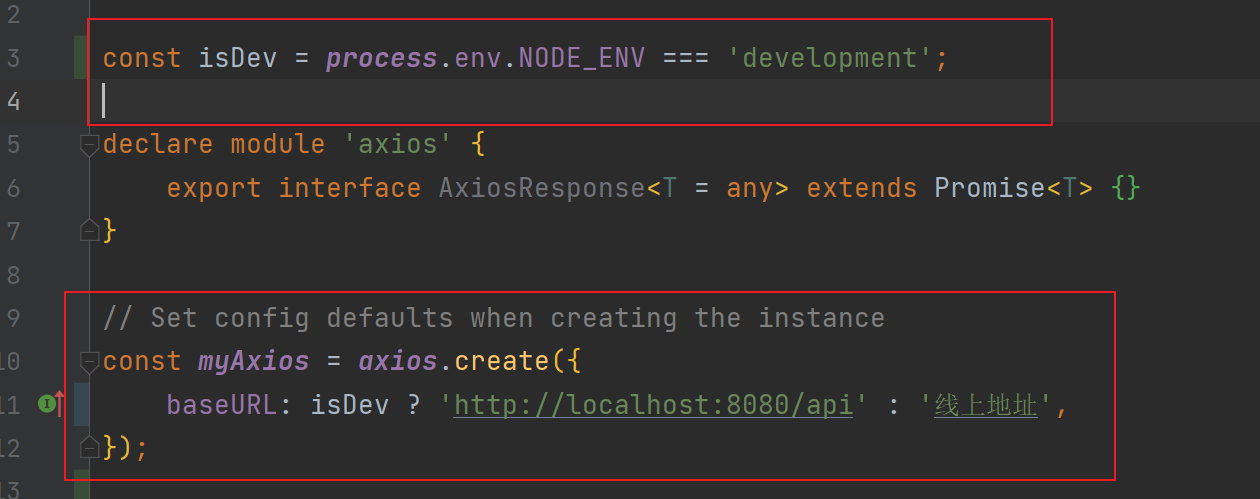 2
3 const isDev = process.env.NODE_ENV === 'development';
4
5 declare module 'axios' {
6 export interface AxiosResponse<T = any> extends Promise<T> {}
7 }
8
9 // Set config defaults when creating the instance
10 const myAxios = axios.create({
11 baseURL: isDev ? 'http://localhost:8080/api' : '线上地址',
12 });
13